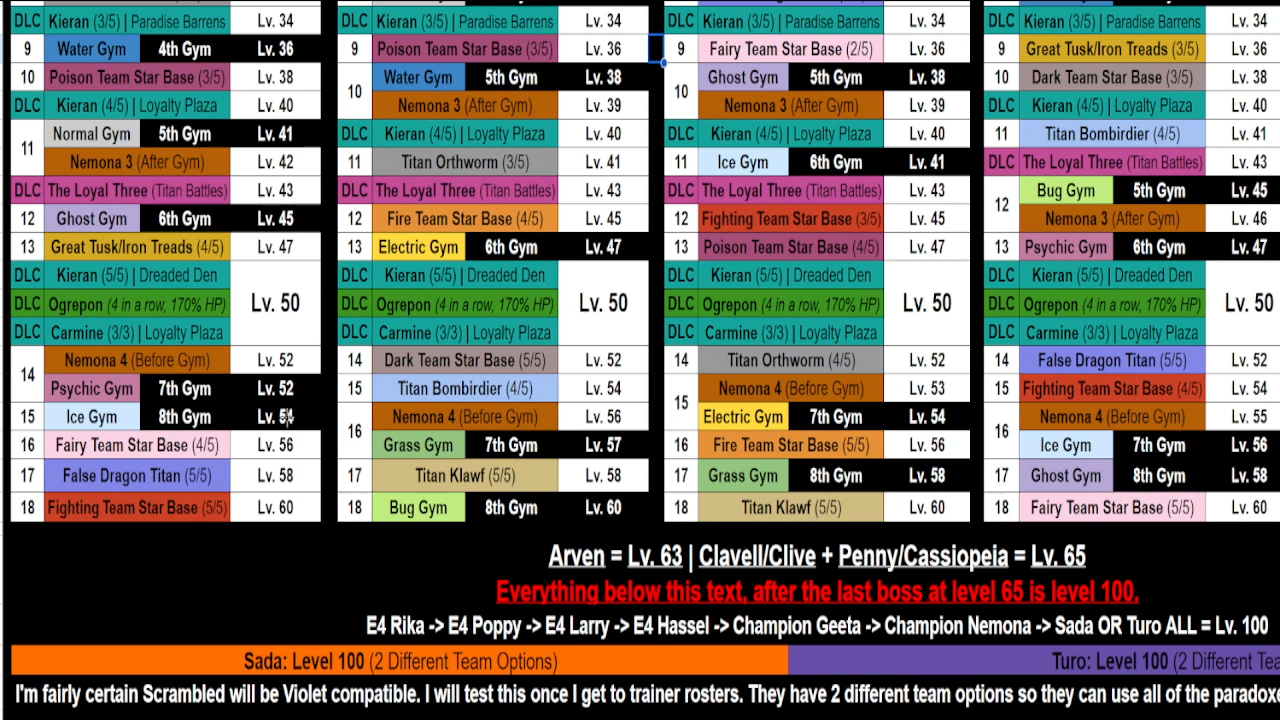 DLC Kieran (3/5) | Paradise Barrens Lv. 34
9 Water Gym 4th Gym Lv. 36
10 Poison Team Star Base (3/5) Lv. 38
DLC Kieran (4/5) | Loyalty Plaza Lv. 40
11 Normal Gym 5th Gym Lv. 41
Nemona 3 (After Gym) Lv. 42
DLC The Loyal Three (Titan Battles) Lv. 43
12 Ghost Gym 6th Gym Lv. 45
13 Great Tusk/Iron Treads (4/5) Lv. 47
DLC Kieran (5/5) | Dreaded Den
DLC Ogrepon (4 in a row, 170% HP) Lv. 50
DLC Carmine (3/3) | Loyalty Plaza
14 Nemona 4 (Before Gym) Lv. 52
Psychic Gym 7th Gym Lv. 52
15 Ice Gym 8th Gym Lv. 54
16 Fairy Team Star Base (4/5) Lv. 56
17 False Dragon Titan (5/5) Lv. 58
18 Fighting Team Star Base (5/5) Lv. 60
DLC Kieran (3/5) | Paradise Barrens Lv. 34
9 Poison Team Star Base (3/5) Lv. 36
10 Water Gym 5th Gym Lv. 38
Nemona 3 (After Gym) Lv. 39
DLC Kieran (4/5) | Loyalty Plaza Lv. 40
11 Titan Orthworm (3/5) Lv. 41
DLC The Loyal Three (Titan Battles) Lv. 43
12 Fire Team Star Base (4/5) Lv. 45
13 Electric Gym 6th Gym Lv. 47
DLC Kieran (5/5) | Dreaded Den
DLC Ogrepon (4 in a row, 170% HP) Lv. 50
DLC Carmine (3/3) | Loyalty Plaza
14 Dark Team Star Base (5/5) Lv. 52
15 Titan Bombirdier (4/5) Lv. 54
16 Nemona 4 (Before Gym) Lv. 56
Grass Gym 7th Gym Lv. 57
17 Titan Klawf (5/5) Lv. 58
18 Bug Gym 8th Gym Lv. 60
DLC Kieran (3/5) | Paradise Barrens Lv. 34
9 Fairy Team Star Base (2/5) Lv. 36
10 Ghost Gym 5th Gym Lv. 38
Nemona 3 (After Gym) Lv. 39
DLC Kieran (4/5) | Loyalty Plaza Lv. 40
11 Ice Gym 6th Gym Lv. 41
DLC The Loyal Three (Titan Battles) Lv. 43
12 Fighting Team Star Base (3/5) Lv. 45
13 Poison Team Star Base (4/5) Lv. 47
DLC Kieran (5/5) | Dreaded Den
DLC Ogrepon (4 in a row, 170% HP) Lv. 50
DLC Carmine (3/3) | Loyalty Plaza
14 Titan Orthworm (4/5) Lv. 52
15 Nemona 4 (Before Gym) Lv. 53
Electric Gym 7th Gym Lv. 54
16 Fire Team Star Base (5/5) Lv. 56
17 Grass Gym 8th Gym Lv. 58
18 Titan Klawf (5/5) Lv. 60
DLC Kieran (3/5) | Paradise Barrens Lv. 34
9 Great Tusk/Iron Treads (3/5) Lv. 36
10 Dark Team Star Base (3/5) Lv. 38
DLC Kieran (4/5) | Loyalty Plaza Lv. 40
11 Titan Bombirdier (4/5) Lv. 41
DLC The Loyal Three (Titan Battles) Lv. 43
12 Bug Gym 5th Gym Lv. 45
Nemona 3 (After Gym) Lv. 46
13 Psychic Gym 6th Gym Lv. 47
DLC Kieran (5/5) | Dreaded Den
DLC Ogrepon (4 in a row, 170% HP) Lv. 50
DLC Carmine (3/3) | Loyalty Plaza
14 False Dragon Titan (5/5) Lv. 52
15 Fighting Team Star Base (4/5) Lv. 54
16 Nemona 4 (Before Gym) Lv. 55
Ice Gym 7th Gym Lv. 56
17 Ghost Gym 8th Gym Lv. 58
18 Fairy Team Star Base (5/5) Lv. 60
Arven = Lv. 63 | Clavell/Clive + Penny/Cassiopeia = Lv. 65
Everything below this text, after the last boss at level 65 is level 100.
E4 Rika -> E4 Poppy -> E4 Larry -> E4 Hassel -> Champion Geeta -> Champion Nemona -> Sada OR Turo ALL = Lv. 100
Sada: Level 100 (2 Different Team Options) Turo: Level 100 (2 Different Tea
I'm fairly certain Scrambled will be Violet compatible. I will test this once I get to trainer rosters. They have 2 different team options so they can use all of the paradox